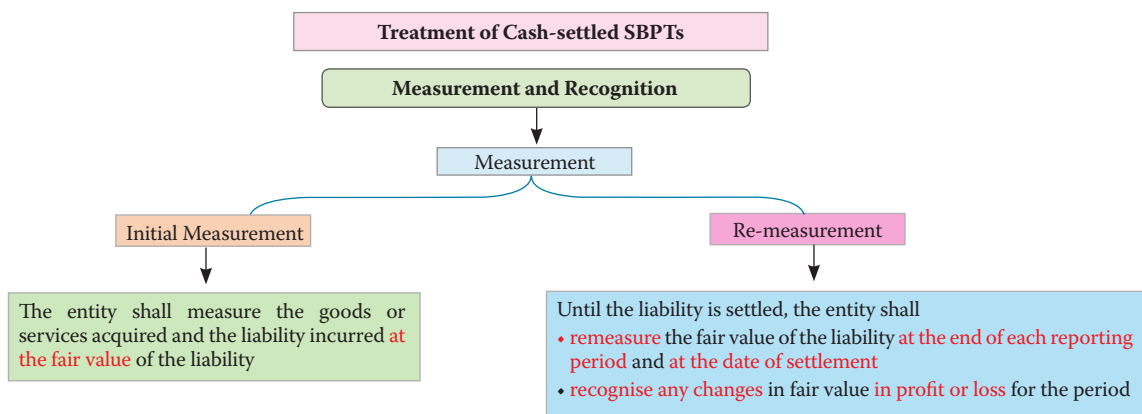 Treatment of Cash-settled SBPTs
Measurement and Recognition
Measurement
Initial Measurement
Re-measurement
The entity shall measure the goods or
services acquired and the liability incurred at
the fair value of the liability
Until the liability is settled, the entity shall
• remeasure the fair value of the liability at the end of each reporting
period and at the date of settlement
• recognise any changes in fair value in profit or loss for the period